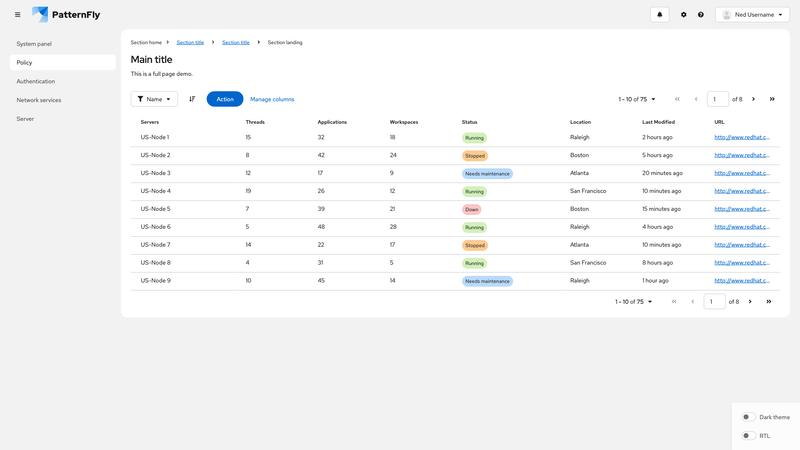 PatternFly
Ned Username
System panel
Policy
Authentication
Network services
Server
Section home Section title Section title Section landing
Main title
This is a full page demo.
Name Action Manage columns 1 - 10 of 75 1 of 8
Servers Threads Applications Workspaces Status Location Last Modified URL
US-Node 1 15 32 18 Running Raleigh 2 hours ago http://www.redhat.c...
US-Node 2 8 42 24 Stopped Boston 5 hours ago http://www.redhat.c...
US-Node 3 12 17 9 Needs maintenance Atlanta 20 minutes ago http://www.redhat.c...
US-Node 4 19 26 12 Running San Francisco 10 minutes ago http://www.redhat.c...
US-Node 5 7 39 21 Down Boston 15 minutes ago http://www.redhat.c...
US-Node 6 5 48 28 Running Raleigh 4 hours ago http://www.redhat.c...
US-Node 7 14 22 17 Stopped Atlanta 10 minutes ago http://www.redhat.c...
US-Node 8 4 31 5 Running San Francisco 8 hours ago http://www.redhat.c...
US-Node 9 10 45 14 Needs maintenance Raleigh 1 hour ago http://www.redhat.c...
1 - 10 of 75 1 of 8
Dark theme
RTL